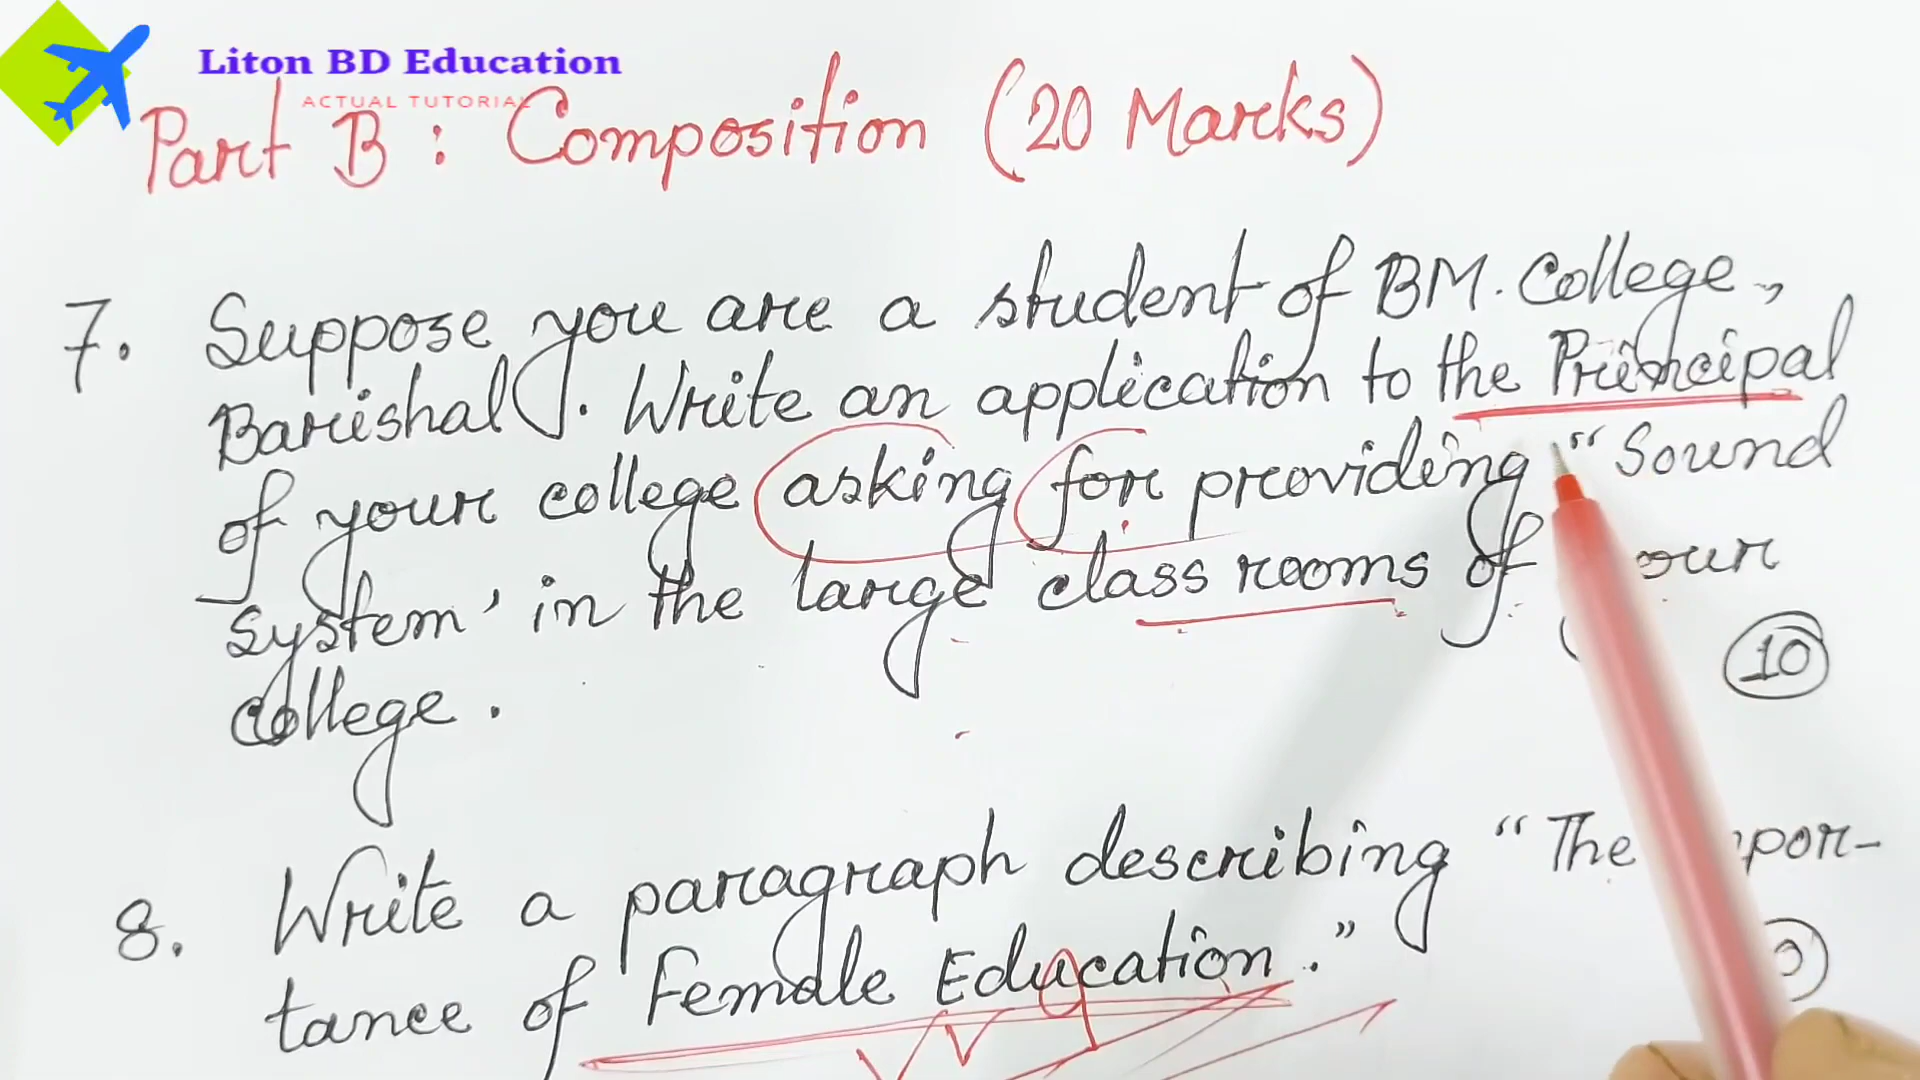 Liton BD Education
ACTUAL TUTORIAL
Part B : Composition (20 Marks)
7. Suppose you are a student of BM. College,
Barishal. Write an application to the Principal
of your college asking for providing "Sound
system' in the large class rooms of our
college. 10
8. Write a paragraph describing "The
tance of Female Education."